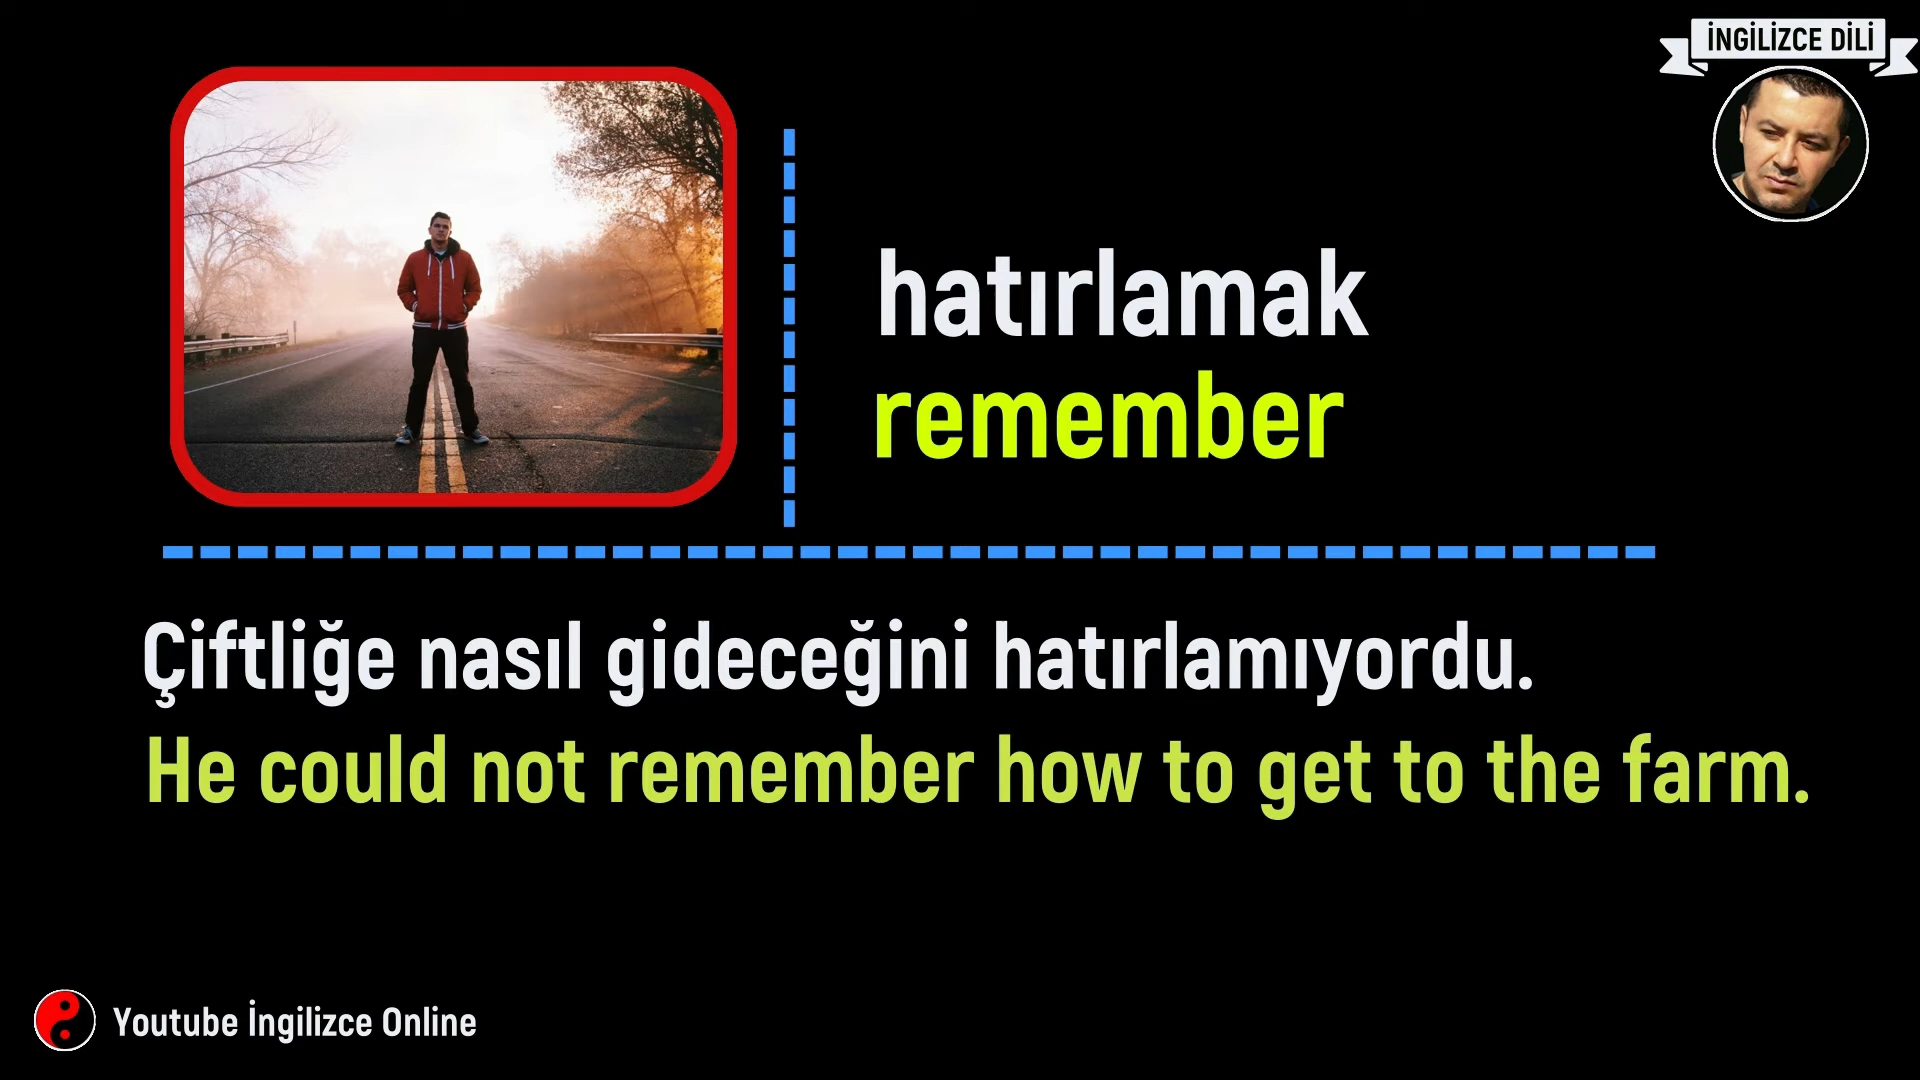 İNGİLİZCE DİLİ
hatırlamak
remember
Çiftliğe nasıl gideceğini hatırlamıyordu.
He could not remember how to get to the farm.
Youtube İngilizce Online